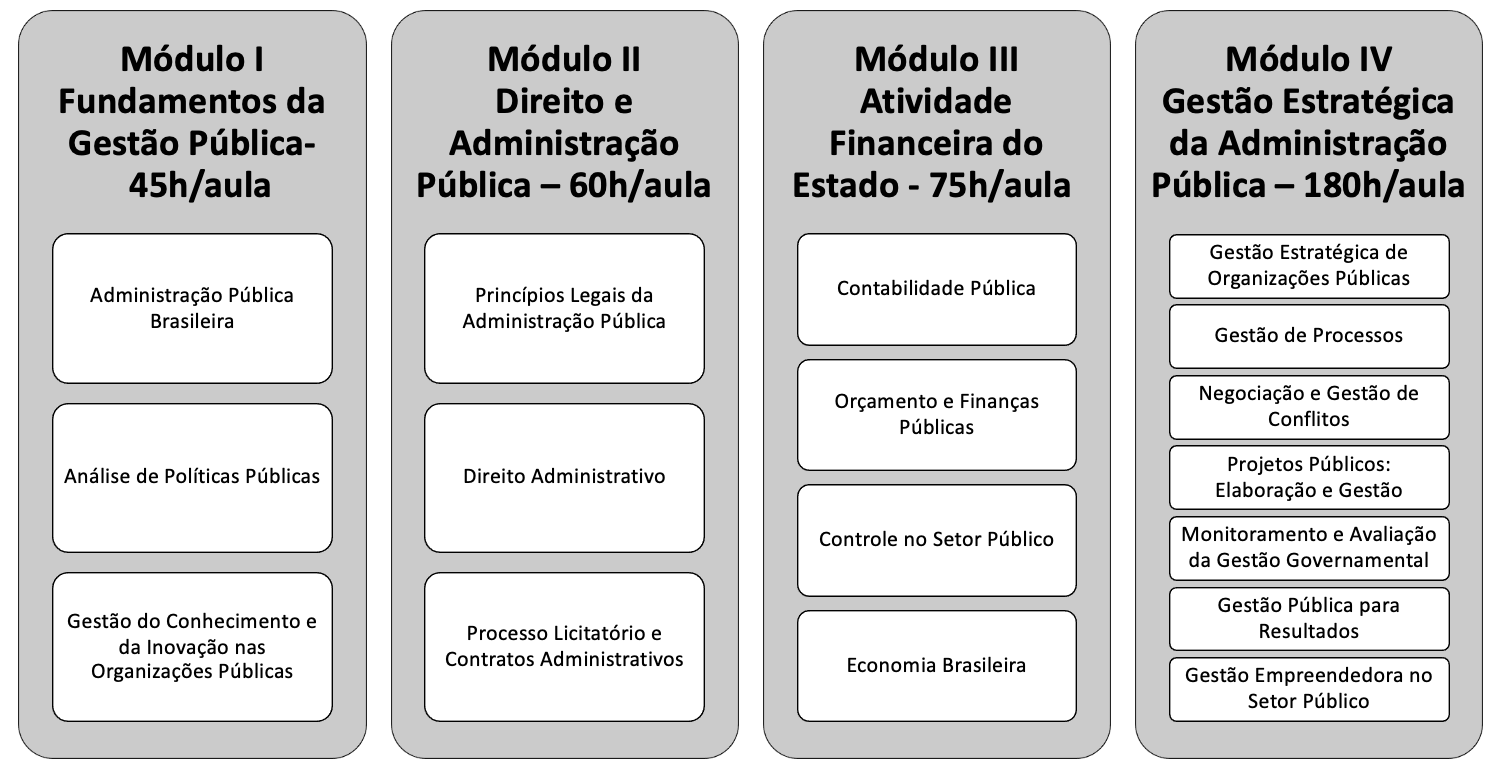 Módulo I
Fundamentos da
Gestão Pública-
45h/aula
Administração Pública
Brasileira
Análise de Políticas Públicas
Gestão do Conhecimento e
da Inovação nas
Organizações Públicas
Módulo II
Direito e
Administração
Pública – 60h/aula
Princípios Legais da
Administração Pública
Direito Administrativo
Processo Licitatório e
Contratos Administrativos
Módulo III
Atividade
Financeira do
Estado - 75h/aula
Contabilidade Pública
Orçamento e Finanças
Públicas
Controle no Setor Público
Economia Brasileira
Módulo IV
Gestão Estratégica
da Administração
Pública – 180h/aula
Gestão Estratégica de
Organizações Públicas
Gestão de Processos
Negociação e Gestão de
Conflitos
Projetos Públicos:
Elaboração e Gestão
Monitoramento e Avaliação
da Gestão Governamental
Gestão Pública para
Resultados
Gestão Empreendedora no
Setor Público